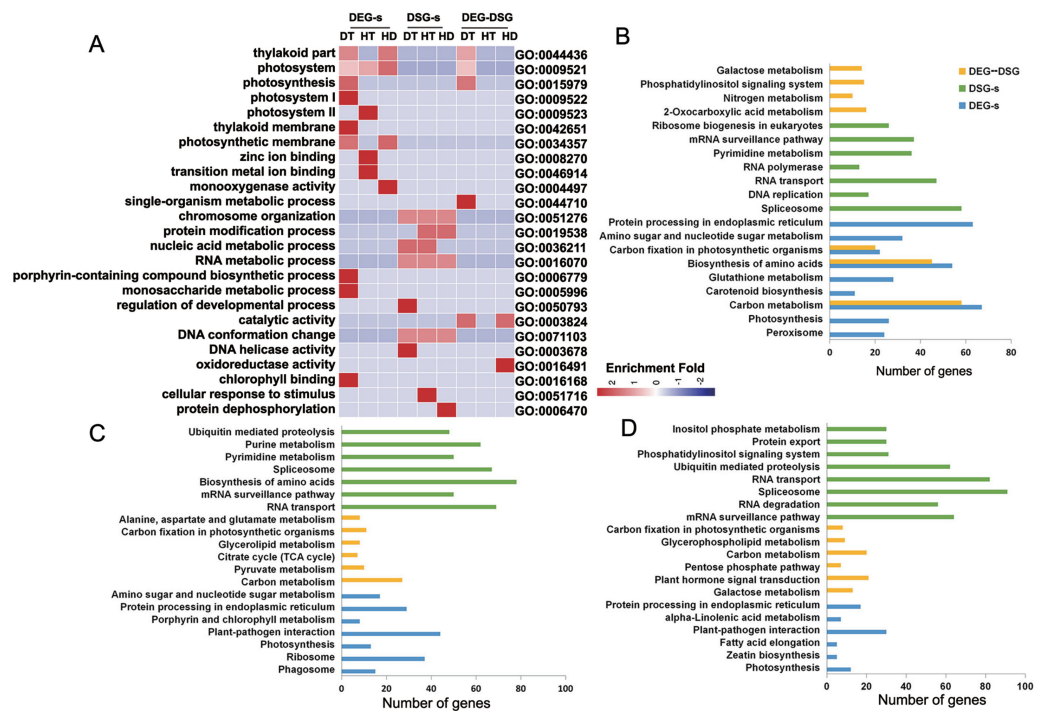 A
DEG-s DSG-s DEG-DSG
DT HT HD DT HT HD DT HT HD
thylakoid part GO:0044436
photosystem GO:0009521
photosynthesis GO:0015979
photosystem I GO:0009522
photosystem II GO:0009523
thylakoid membrane GO:0042651
photosynthetic membrane GO:0034357
zinc ion binding GO:0008270
transition metal ion binding GO:0046914
monooxygenase activity GO:0004497
single-organism metabolic process GO:0044710
chromosome organization GO:0051276
protein modification process GO:0019538
nucleic acid metabolic process GO:0036211
RNA metabolic process GO:0016070
porphyrin-containing compound biosynthetic process GO:0006779
monosaccharide metabolic process GO:0005996
regulation of developmental process GO:0050793
catalytic activity GO:0003824
DNA conformation change GO:0071103
DNA helicase activity GO:0003678
oxidoreductase activity GO:0016491
chlorophyll binding GO:0016168
cellular response to stimulus GO:0051716
protein dephosphorylation GO:0006470
Enrichment Fold
2 1 0 -1 -2
B
Galactose metabolism
Phosphatidylinositol signaling system
Nitrogen metabolism
2-Oxocarboxylic acid metabolism
Ribosome biogenesis in eukaryotes
mRNA surveillance pathway
Pyrimidine metabolism
RNA polymerase
RNA transport
DNA replication
Spliceosome
Protein processing in endoplasmic reticulum
Amino sugar and nucleotide sugar metabolism
Carbon fixation in photosynthetic organisms
Biosynthesis of amino acids
Glutathione metabolism
Carotenoid biosynthesis
Carbon metabolism
Photosynthesis
Peroxisome
0 20 40 60 80
Number of genes
DEG--DSG
DSG-s
DEG-s
C
Ubiquitin mediated proteolysis
Purine metabolism
Pyrimidine metabolism
Spliceosome
Biosynthesis of amino acids
mRNA surveillance pathway
RNA transport
Alanine, aspartate and glutamate metabolism
Carbon fixation in photosynthetic organisms
Glycerolipid metabolism
Citrate cycle (TCA cycle)
Pyruvate metabolism
Carbon metabolism
Amino sugar and nucleotide sugar metabolism
Protein processing in endoplasmic reticulum
Porphyrin and chlorophyll metabolism
Plant-pathogen interaction
Photosynthesis
Ribosome
Phagosome
0 20 40 60 80 100
Number of genes
D
Inositol phosphate metabolism
Protein export
Phosphatidylinositol signaling system
Ubiquitin mediated proteolysis
RNA transport
Spliceosome
RNA degradation
mRNA surveillance pathway
Carbon fixation in photosynthetic organisms
Glycerophospholipid metabolism
Carbon metabolism
Pentose phosphate pathway
Plant hormone signal transduction
Galactose metabolism
Protein processing in endoplasmic reticulum
alpha-Linolenic acid metabolism
Plant-pathogen interaction
Fatty acid elongation
Zeatin biosynthesis
Photosynthesis
0 20 40 60 80 100
Number of genes